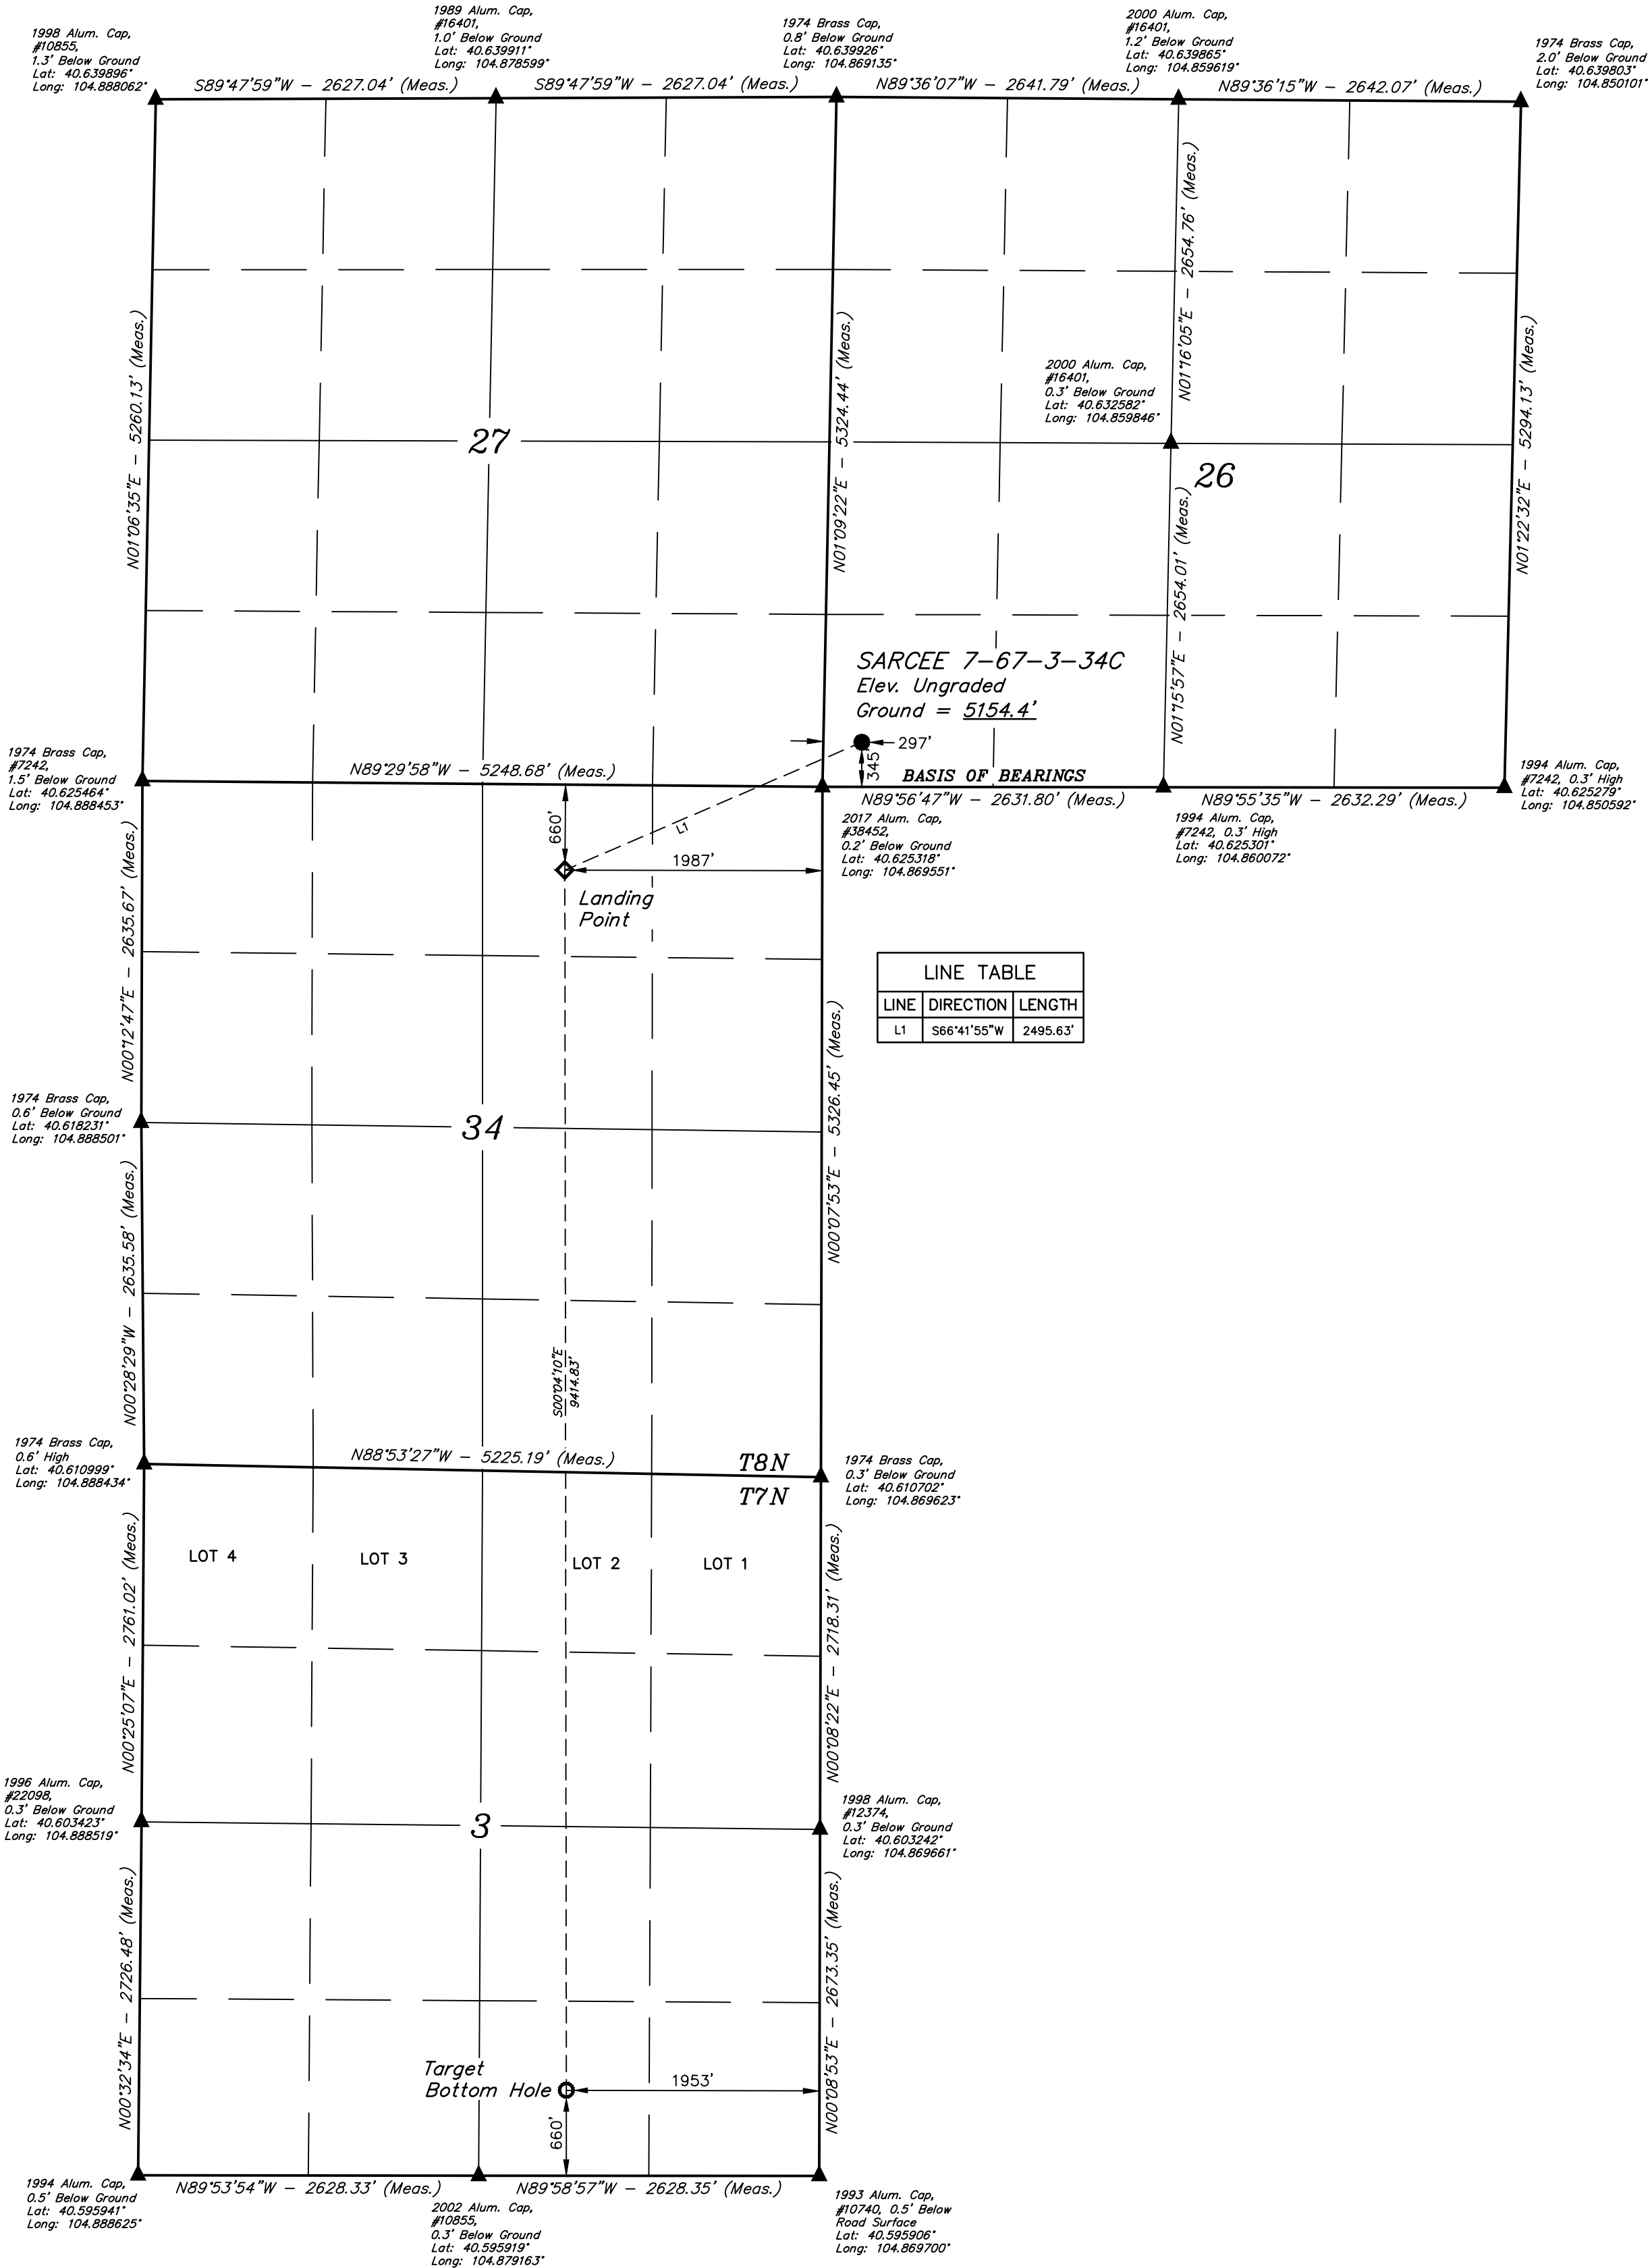 1998 Alum. Cap,
#10855,
1.3' Below Ground
Lat: 40.639896°
Long: 104.888062°
1989 Alum. Cap,
#16401,
1.0' Below Ground
Lat: 40.639911°
Long: 104.878599°
1974 Brass Cap,
0.8' Below Ground
Lat: 40.639926°
Long: 104.869135°
2000 Alum. Cap,
#16401,
1.2' Below Ground
Lat: 40.639865°
Long: 104.859619°
1974 Brass Cap,
2.0' Below Ground
Lat: 40.639803°
Long: 104.850101°
S89°47'59"W - 2627.04' (Meas.)
S89°47'59"W - 2627.04' (Meas.)
N89°36'07"W - 2641.79' (Meas.)
N89°36'15"W - 2642.07' (Meas.)
N01°06'35"E - 5260.13' (Meas.)
27
N01°09'22"E - 5324.44' (Meas.)
N01°16'05"E - 2654.76' (Meas.)
2000 Alum. Cap,
#16401,
0.3' Below Ground
Lat: 40.632582°
Long: 104.859846°
26
N01°15'57"E - 2654.01' (Meas.)
N01°22'32"E - 5294.13' (Meas.)
SARCEE 7-67-3-34C
Elev. Ungraded
Ground = 5154.4'
297'
345'
BASIS OF BEARINGS
1974 Brass Cap,
#7242,
1.5' Below Ground
Lat: 40.625464°
Long: 104.888453°
N89°29'58"W - 5248.68' (Meas.)
N89°56'47"W - 2631.80' (Meas.)
N89°55'35"W - 2632.29' (Meas.)
1994 Alum. Cap,
#7242, 0.3' High
Lat: 40.625279°
Long: 104.850592°
2017 Alum. Cap,
#38452,
0.2' Below Ground
Lat: 40.625318°
Long: 104.869551°
1994 Alum. Cap,
#7242, 0.3' High
Lat: 40.625301°
Long: 104.860072°
660'
L1
1987'
Landing
Point
N00°12'47"E - 2635.67' (Meas.)
LINE TABLE
LINE DIRECTION LENGTH
L1 S66°41'55"W 2495.63'
1974 Brass Cap,
0.6' Below Ground
Lat: 40.618231°
Long: 104.888501°
34
N00°07'53"E - 5326.45' (Meas.)
N00°28'29"W - 2635.58' (Meas.)
S00°04'10"E
9414.83'
1974 Brass Cap,
0.6' High
Lat: 40.610999°
Long: 104.888434°
N88°53'27"W - 5225.19' (Meas.)
T8N
T7N
1974 Brass Cap,
0.3' Below Ground
Lat: 40.610702°
Long: 104.869623°
LOT 4
LOT 3
LOT 2
LOT 1
N00°25'07"E - 2761.02' (Meas.)
N00°08'22"E - 2718.31' (Meas.)
1996 Alum. Cap,
#22098,
0.3' Below Ground
Lat: 40.603423°
Long: 104.888519°
3
1998 Alum. Cap,
#12374,
0.3' Below Ground
Lat: 40.603242°
Long: 104.869661°
N00°32'34"E - 2726.48' (Meas.)
N00°08'53"E - 2673.35' (Meas.)
Target
Bottom Hole
1953'
660'
1994 Alum. Cap,
0.5' Below Ground
Lat: 40.595941°
Long: 104.888625°
N89°53'54"W - 2628.33' (Meas.)
N89°58'57"W - 2628.35' (Meas.)
2002 Alum. Cap,
#10855,
0.3' Below Ground
Lat: 40.595919°
Long: 104.879163°
1993 Alum. Cap,
#10740, 0.5' Below
Road Surface
Lat: 40.595906°
Long: 104.869700°